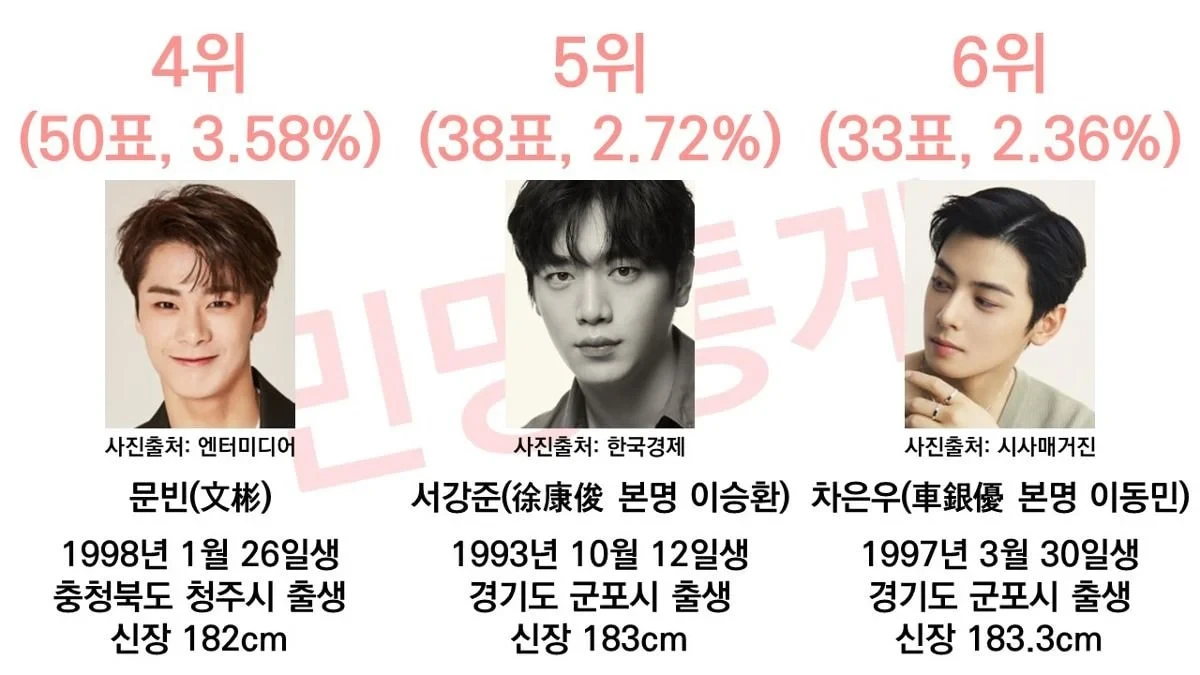 4위
(50표, 3.58%)
사진출처: 엔터미디어
문빈(文彬)
1998년 1월 26일생
충청북도 청주시 출생
신장 182cm
5위
(38표, 2.72%)
사진출처: 한국경제
서강준(徐康俊 본명 이승환)
1993년 10월 12일생
경기도 군포시 출생
신장 183cm
6위
(33표, 2.36%)
사진출처: 시사매거진
차은우(車銀優 본명 이동민)
1997년 3월 30일생
경기도 군포시 출생
신장 183.3cm